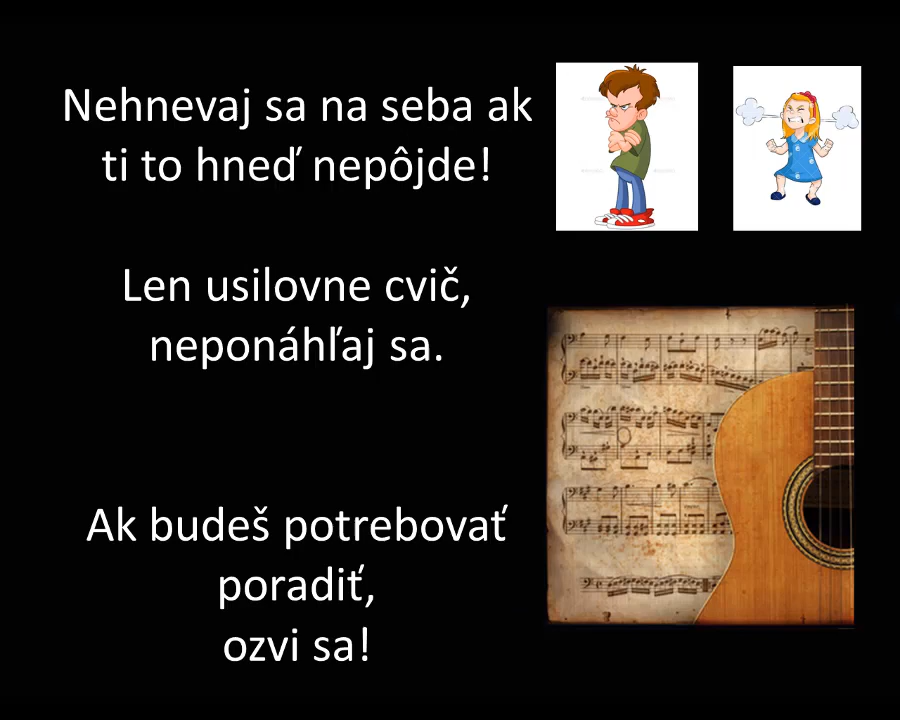 Nehnevaj sa na seba ak
ti to hneď nepôjde!
Len usilovne cvič,
neponáhľaj sa.
Ak budeš potrebovať
poradiť,
ozvi sa!